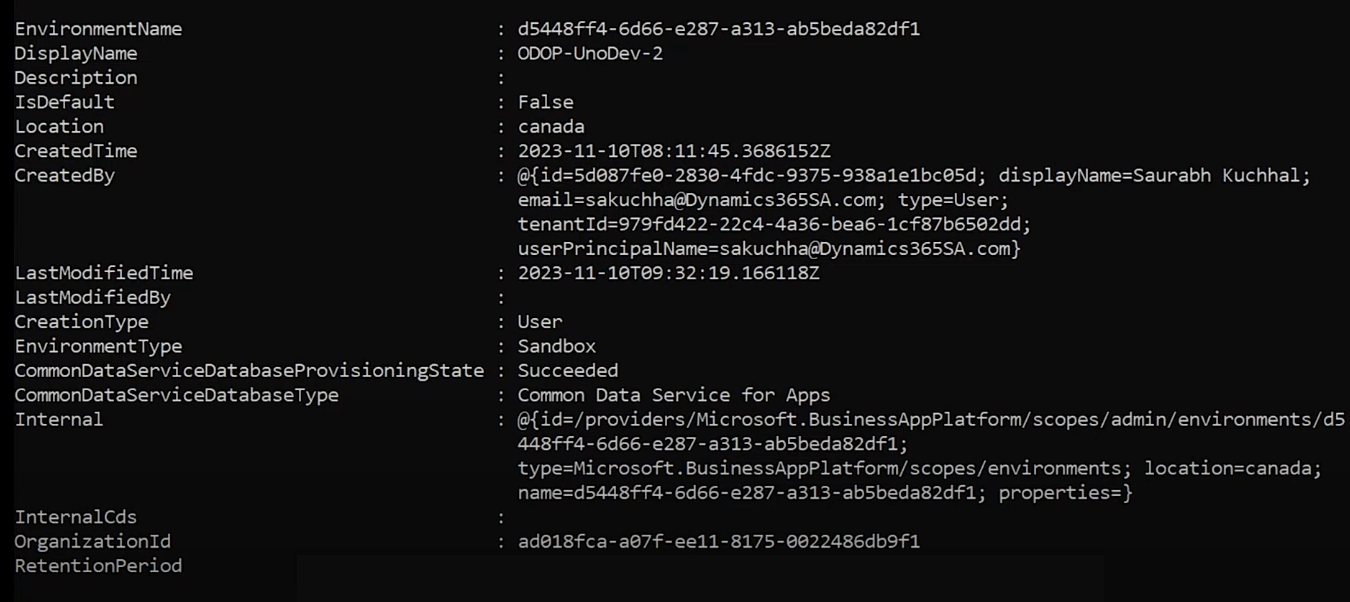 EnvironmentName : d5448ff4-6d66-e287-a313-ab5beda82df1
DisplayName : ODOP-UnoDev-2
Description :
IsDefault : False
Location : canada
CreatedTime : 2023-11-10T08:11:45.3686152Z
CreatedBy : @{id=5d087fe0-2830-4fdc-9375-938a1e1bc05d; displayName=Saurabh Kuchhal;
email=sakuchha@Dynamics365SA.com; type=User;
tenantId=979fd422-22c4-4a36-bea6-1cf87b6502dd;
userPrincipalName=sakuchha@Dynamics365SA.com}
LastModifiedTime : 2023-11-10T09:32:19.166118Z
LastModifiedBy :
CreationType : User
EnvironmentType : Sandbox
CommonDataServiceDatabaseProvisioningState : Succeeded
CommonDataServiceDatabaseType : Common Data Service for Apps
Internal : @{id=/providers/Microsoft.BusinessAppPlatform/scopes/admin/environments/d5
448ff4-6d66-e287-a313-ab5beda82df1;
type=Microsoft.BusinessAppPlatform/scopes/environments; location=canada;
name=d5448ff4-6d66-e287-a313-ab5beda82df1; properties=}
InternalCds :
OrganizationId : ad018fca-a07f-ee11-8175-0022486db9f1
RetentionPeriod